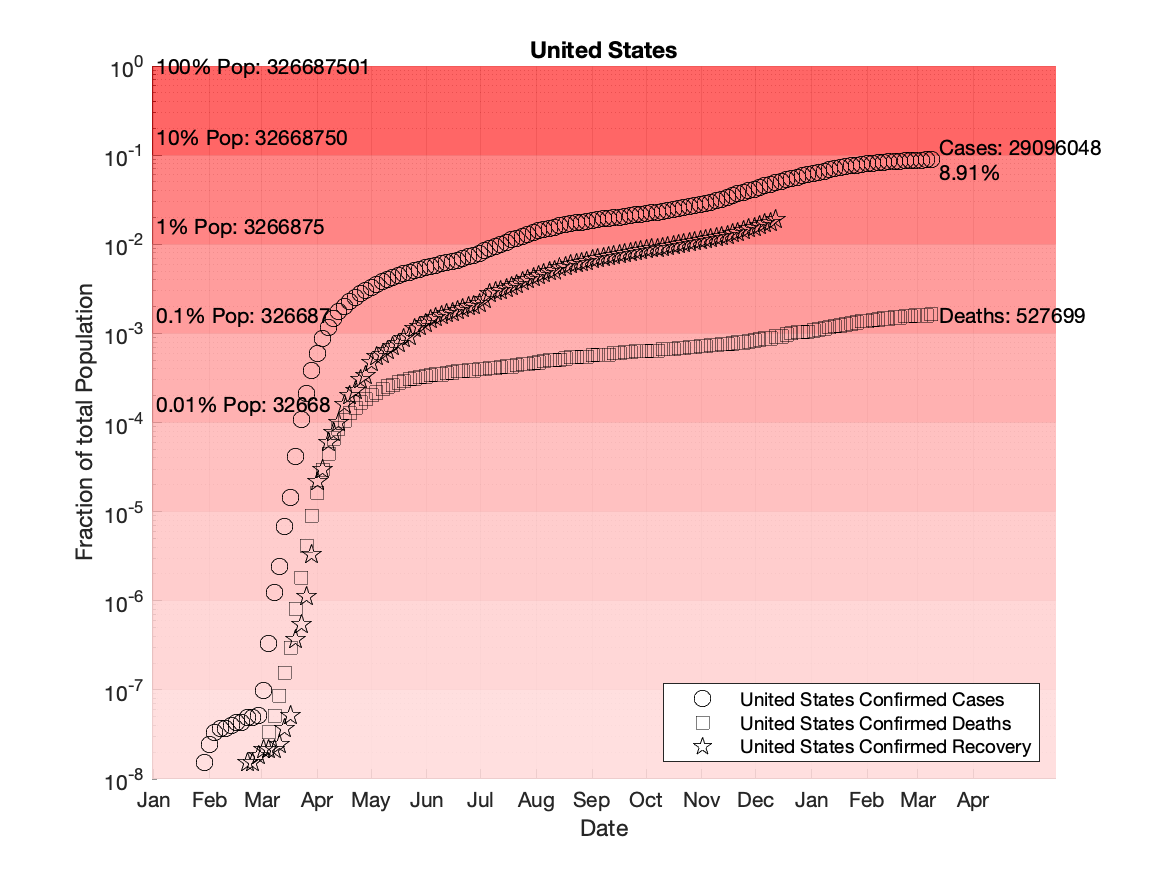 United States
10^0
100% Pop: 326687501
10% Pop: 32668750
10^-1
Cases: 29096048
8.91%
1% Pop: 3266875
10^-2
0.1% Pop: 326687
Deaths: 527699
10^-3
0.01% Pop: 32668
10^-4
10^-5
10^-6
10^-7
10^-8
Fraction of total Population
United States Confirmed Cases
United States Confirmed Deaths
United States Confirmed Recovery
Jan Feb Mar Apr May Jun Jul Aug Sep Oct Nov Dec Jan Feb Mar Apr
Date